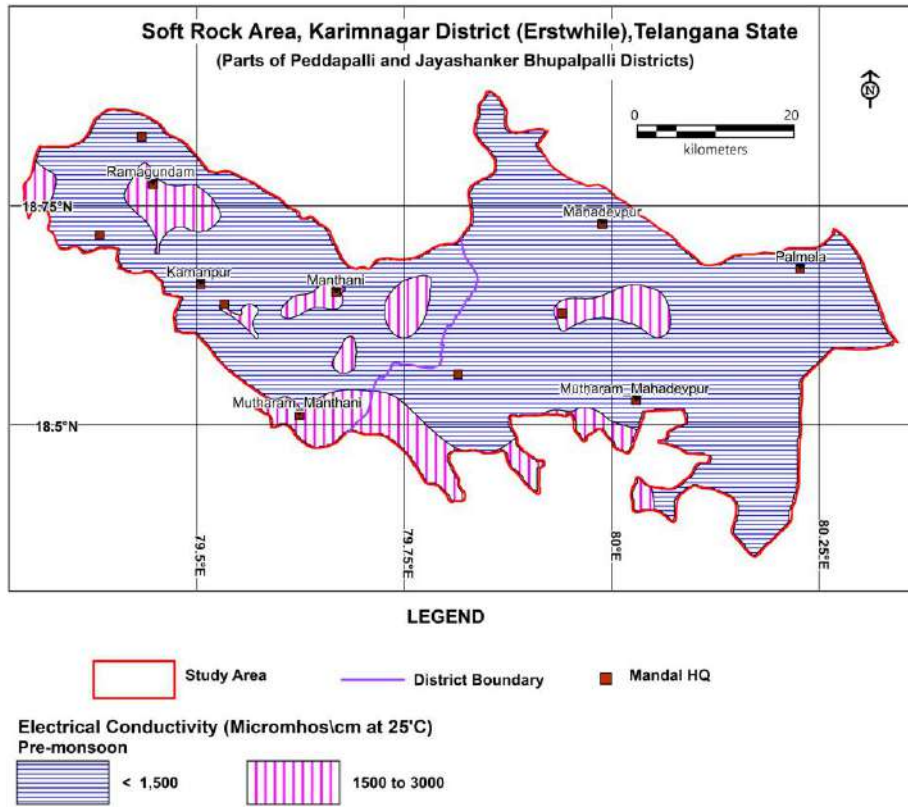 Soft Rock Area, Karimnagar District (Erstwhile),Telangana State
(Parts of Peddapalli and Jayashanker Bhupalpalli Districts)
N
0 20
kilometers
Ramagundam
18.75°N
Mahadevpur
Palmela
Kamanpur
Manthani
Mutharam_Manthani
Mutharam_Mahadevpur
18.5°N
79.5°E
79.75°E
80°E
80.25°E
LEGEND
Study Area
District Boundary
Mandal HQ
Electrical Conductivity (Micromhos\cm at 25'C)
Pre-monsoon
< 1,500
1500 to 3000